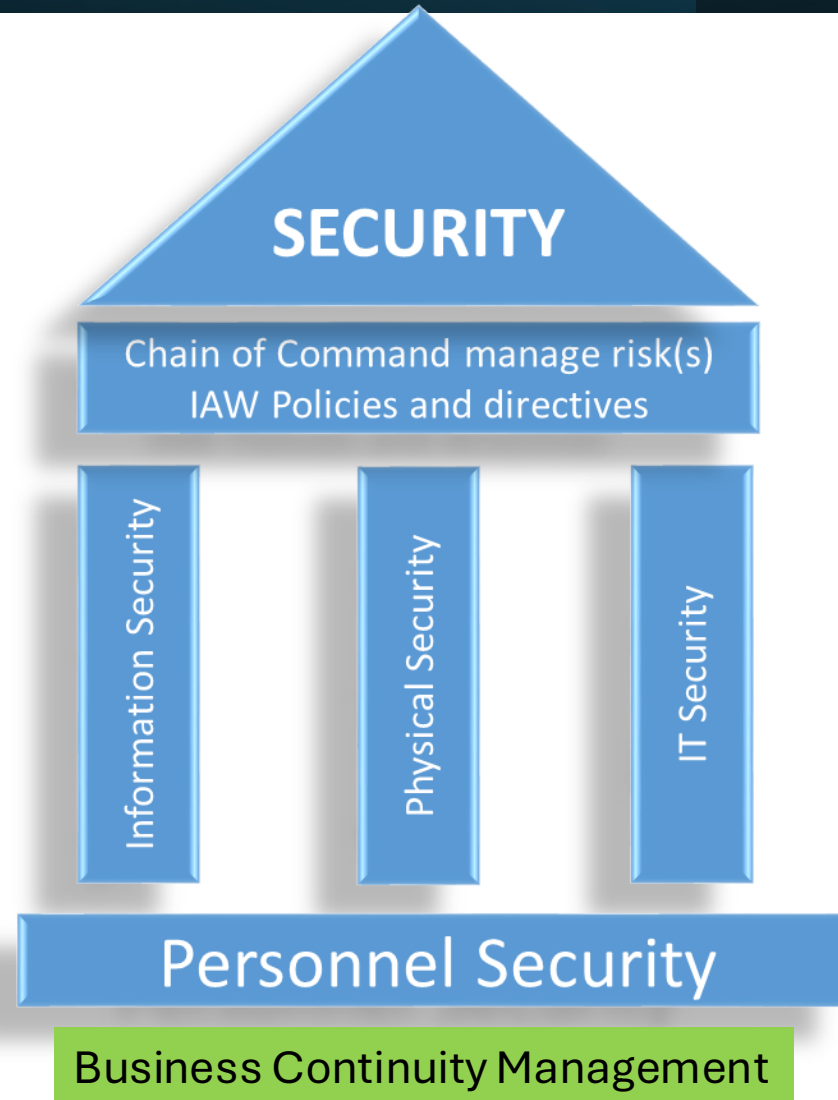 SECURITY
Chain of Command manage risk(s)
IAW Policies and directives
Information Security
Physical Security
IT Security
Personnel Security
Business Continuity Management